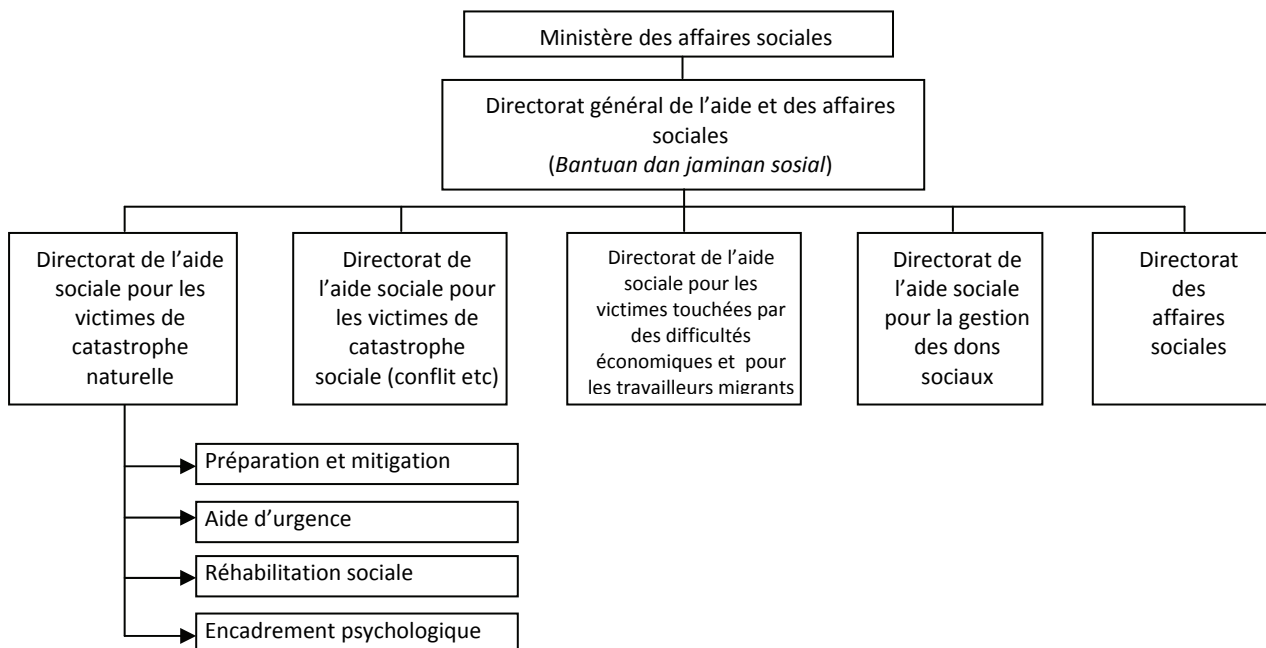 Ministère des affaires sociales
Directorat général de l’aide et des affaires
sociales
(Bantuan dan jaminan sosial)
Directorat de l’aide
sociale pour les
victimes de
catastrophe
naturelle
Directorat de
l’aide sociale pour
les victimes de
catastrophe
sociale (conflit etc)
Directorat de l’aide
sociale pour les
victimes touchées par
des difficultés
économiques et pour
les travailleurs migrants
Directorat de
l’aide sociale
pour la gestion
des dons
sociaux
Directorat
des
affaires
sociales
Préparation et mitigation
Aide d’urgence
Réhabilitation sociale
Encadrement psychologique